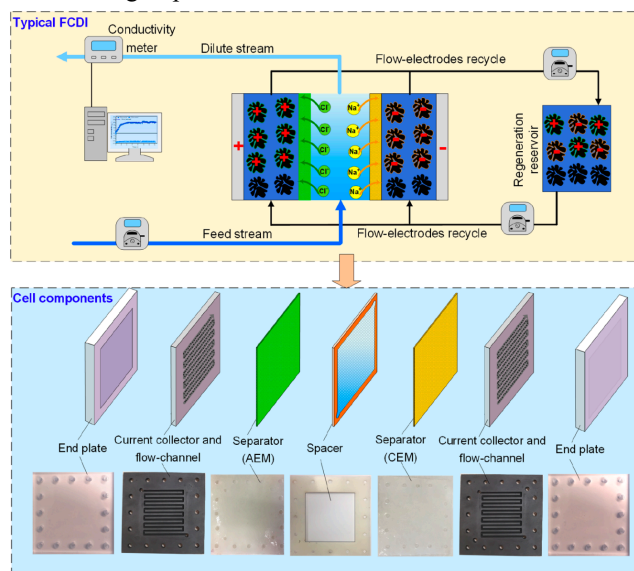 Typical FCDI
Conductivity
meter
Dilute stream
Flow-electrodes recycle
Cl⁻ Na⁺
Cl⁻ Na⁺
Cl⁻ Na⁺
Cl⁻ Na⁺
Cl⁻ Na⁺
+
-
Regeneration
reservoir
Feed stream
Flow-electrodes recycle
Cell components
End plate
Current collector and
flow-channel
Separator
(AEM)
Spacer
Separator
(CEM)
Current collector and
flow-channel
End plate